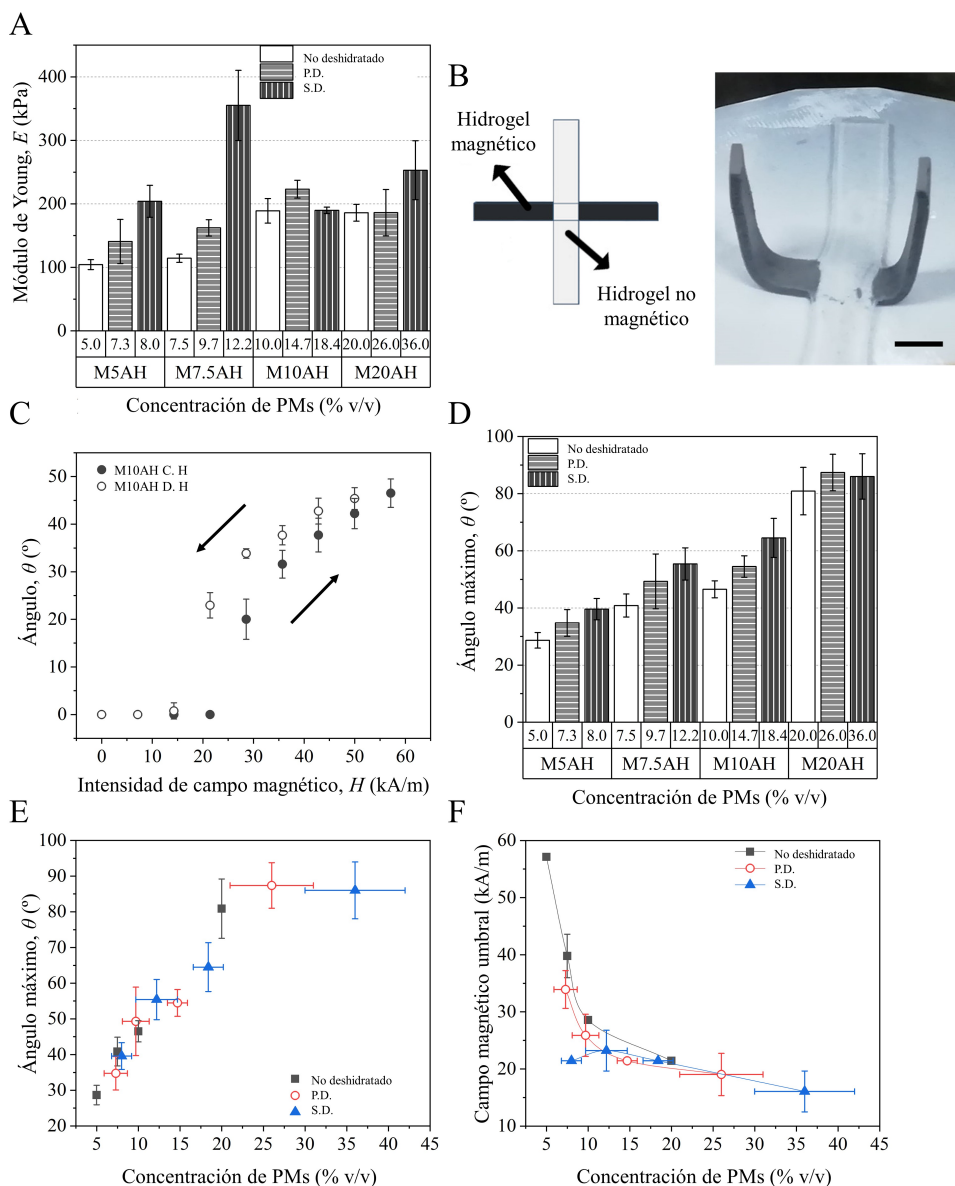 A
Módulo de Young, E (kPa)
400
300
200
100
0
No deshidratado
P.D.
S.D.
5.0 7.3 8.0 7.5 9.7 12.2 10.0 14.7 18.4 20.0 26.0 36.0
M5AH M7.5AH M10AH M20AH
Concentración de PMs (% v/v)
B
Hidrogel
magnético
Hidrogel no
magnético
C
Ángulo, θ (º)
50
40
30
20
10
0
M10AH C. H
M10AH D. H
0 10 20 30 40 50 60
Intensidad de campo magnético, H (kA/m)
D
Ángulo máximo, θ (º)
100
80
60
40
20
0
No deshidratado
P.D.
S.D.
5.0 7.3 8.0 7.5 9.7 12.2 10.0 14.7 18.4 20.0 26.0 36.0
M5AH M7.5AH M10AH M20AH
Concentración de PMs (% v/v)
E
Ángulo máximo, θ (º)
100
90
80
70
60
50
40
30
20
No deshidratado
P.D.
S.D.
5 10 15 20 25 30 35 40 45
Concentración de PMs (% v/v)
F
Campo magnético umbral (kA/m)
60
50
40
30
20
10
No deshidratado
P.D.
S.D.
5 10 15 20 25 30 35 40 45
Concentración de PMs (% v/v)